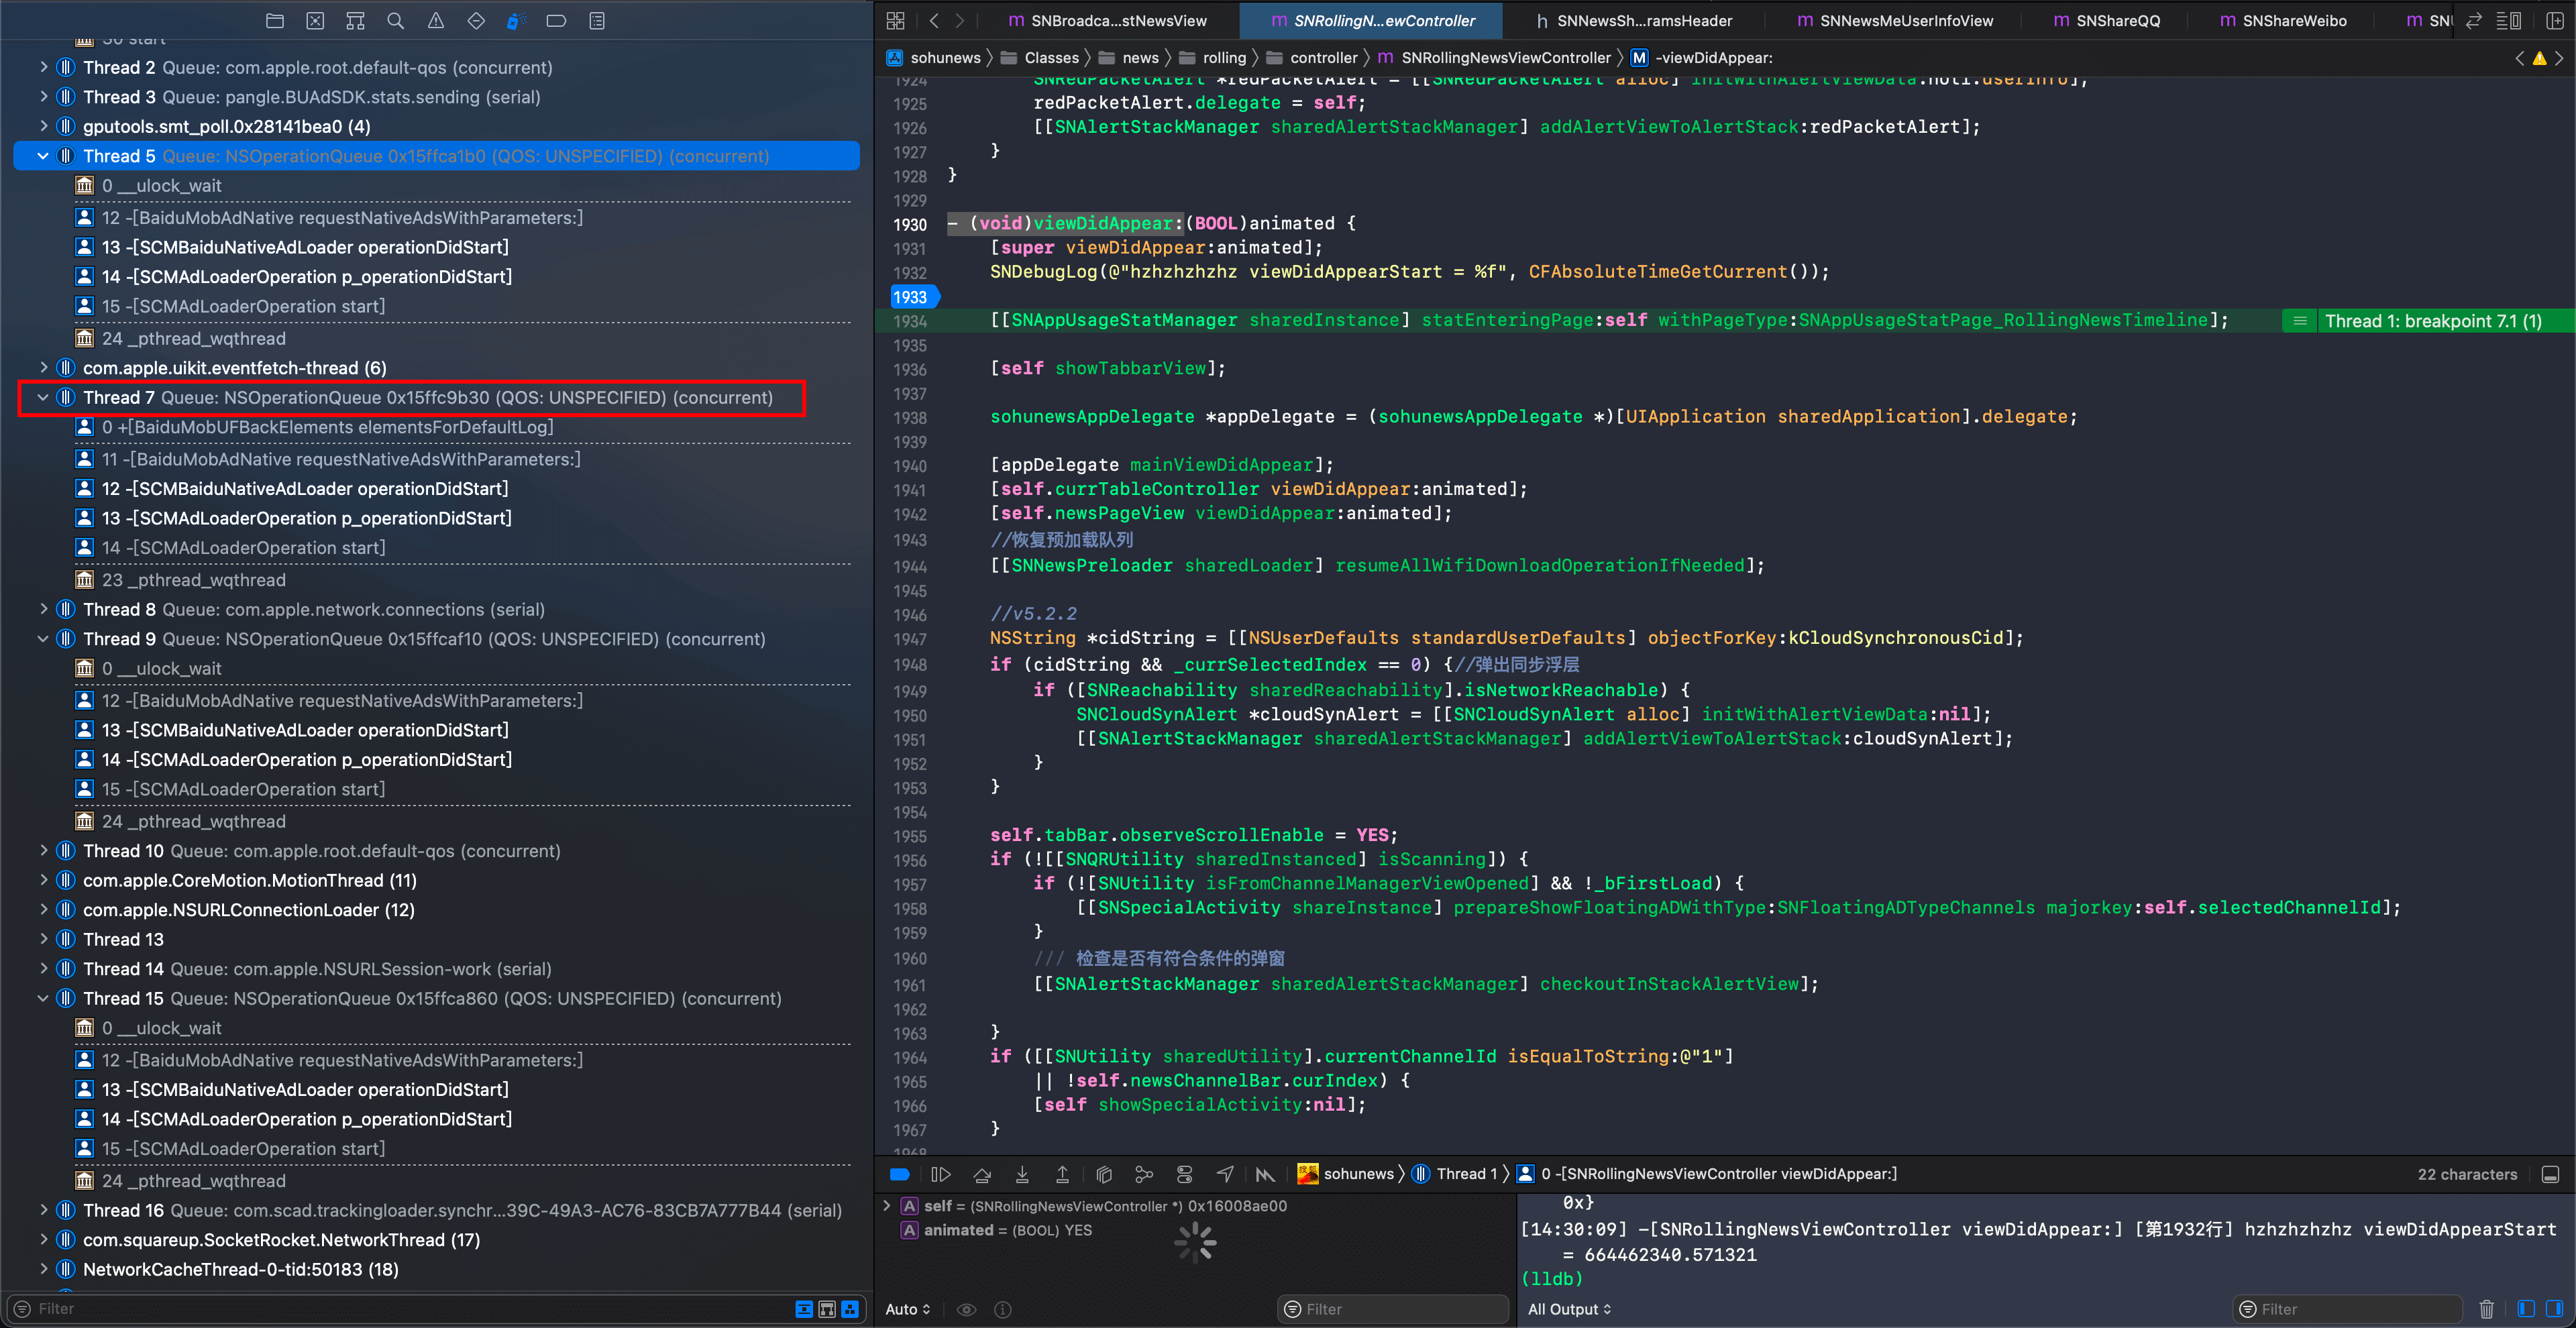 30 start
Thread 2 Queue: com.apple.root.default-qos (concurrent)
Thread 3 Queue: pangle.BUAdSDK.stats.sending (serial)
gputools.smt_poll.0x28141bea0 (4)
Thread 5 Queue: NSOperationQueue 0x15ffca1b0 (QOS: UNSPECIFIED) (concurrent)
0 __ulock_wait
12 -[BaiduMobAdNative requestNativeAdsWithParameters:]
13 -[SCMBaiduNativeAdLoader operationDidStart]
14 -[SCMAdLoaderOperation p_operationDidStart]
15 -[SCMAdLoaderOperation start]
24 _pthread_wqthread
com.apple.uikit.eventfetch-thread (6)
Thread 7 Queue: NSOperationQueue 0x15ffc9b30 (QOS: UNSPECIFIED) (concurrent)
0 +[BaiduMobUFBackElements elementsForDefaultLog]
11 -[BaiduMobAdNative requestNativeAdsWithParameters:]
12 -[SCMBaiduNativeAdLoader operationDidStart]
13 -[SCMAdLoaderOperation p_operationDidStart]
14 -[SCMAdLoaderOperation start]
23 _pthread_wqthread
Thread 8 Queue: com.apple.network.connections (serial)
Thread 9 Queue: NSOperationQueue 0x15ffcaf10 (QOS: UNSPECIFIED) (concurrent)
0 __ulock_wait
12 -[BaiduMobAdNative requestNativeAdsWithParameters:]
13 -[SCMBaiduNativeAdLoader operationDidStart]
14 -[SCMAdLoaderOperation p_operationDidStart]
15 -[SCMAdLoaderOperation start]
24 _pthread_wqthread
Thread 10 Queue: com.apple.root.default-qos (concurrent)
com.apple.CoreMotion.MotionThread (11)
com.apple.NSURLConnectionLoader (12)
Thread 13
Thread 14 Queue: com.apple.NSURLSession-work (serial)
Thread 15 Queue: NSOperationQueue 0x15ffca860 (QOS: UNSPECIFIED) (concurrent)
0 __ulock_wait
12 -[BaiduMobAdNative requestNativeAdsWithParameters:]
13 -[SCMBaiduNativeAdLoader operationDidStart]
14 -[SCMAdLoaderOperation p_operationDidStart]
15 -[SCMAdLoaderOperation start]
24 _pthread_wqthread
Thread 16 Queue: com.scad.trackingloader.synchr...39C-49A3-AC76-83CB7A777B44 (serial)
com.squareup.SocketRocket.NetworkThread (17)
NetworkCacheThread-0-tid:50183 (18)
Filter
m SNBroadca...stNewsView m SNRollingN...ewController h SNNewsSh...ramsHeader m SNNewsMeUserInfoView m SNShareQQ m SNShareWeibo m SNU
sohunews Classes news rolling controller m SNRollingNewsViewController M -viewDidAppear:
1924 SNRedPacketAlert *redPacketAlert = [[SNRedPacketAlert alloc] initWithAlertViewData:noti.userInfo];
1925 redPacketAlert.delegate = self;
1926 [[SNAlertStackManager sharedAlertStackManager] addAlertViewToAlertStack:redPacketAlert];
1927 }
1928 }
1929
1930 - (void)viewDidAppear:(BOOL)animated {
1931 [super viewDidAppear:animated];
1932 SNDebugLog(@"hzhzhzhzhz viewDidAppearStart = %f", CFAbsoluteTimeGetCurrent());
1933
1934 [[SNAppUsageStatManager sharedInstance] statEnteringPage:self withPageType:SNAppUsageStatPage_RollingNewsTimeline]; Thread 1: breakpoint 7.1 (1)
1935
1936 [self showTabbarView];
1937
1938 sohunewsAppDelegate *appDelegate = (sohunewsAppDelegate *)[UIApplication sharedApplication].delegate;
1939
1940 [appDelegate mainViewDidAppear];
1941 [self.currTableController viewDidAppear:animated];
1942 [self.newsPageView viewDidAppear:animated];
1943 //恢复预加载队列
1944 [[SNNewsPreloader sharedLoader] resumeAllWifiDownloadOperationIfNeeded];
1945
1946 //v5.2.2
1947 NSString *cidString = [[NSUserDefaults standardUserDefaults] objectForKey:kCloudSynchronousCid];
1948 if (cidString && _currSelectedIndex == 0) {//弹出同步浮层
1949 if ([SNReachability sharedReachability].isNetworkReachable) {
1950 SNCloudSynAlert *cloudSynAlert = [[SNCloudSynAlert alloc] initWithAlertViewData:nil];
1951 [[SNAlertStackManager sharedAlertStackManager] addAlertViewToAlertStack:cloudSynAlert];
1952 }
1953 }
1954
1955 self.tabBar.observeScrollEnable = YES;
1956 if (![[SNQRUtility sharedInstanced] isScanning]) {
1957 if (![SNUtility isFromChannelManagerViewOpened] && !_bFirstLoad) {
1958 [[SNSpecialActivity shareInstance] prepareShowFloatingADWithType:SNFloatingADTypeChannels majorkey:self.selectedChannelId];
1959 }
1960 /// 检查是否有符合条件的弹窗
1961 [[SNAlertStackManager sharedAlertStackManager] checkoutInStackAlertView];
1962
1963 }
1964 if ([[SNUtility sharedUtility].currentChannelId isEqualToString:@"1"]
1965 || !self.newsChannelBar.curIndex) {
1966 [self showSpecialActivity:nil];
1967 }
1968
sohunews Thread 1 0 -[SNRollingNewsViewController viewDidAppear:] 22 characters
A self = (SNRollingNewsViewController *) 0x16008ae00
A animated = (BOOL) YES
Auto Filter
0x}
[14:30:09] -[SNRollingNewsViewController viewDidAppear:] [第1932行] hzhzhzhzhz viewDidAppearStart
= 664462340.571321
(lldb)
All Output Filter